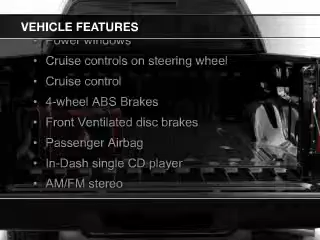 VEHICLE FEATURES
• Power windows
• Cruise controls on steering wheel
• Cruise control
• 4-wheel ABS Brakes
• Front Ventilated disc brakes
• Passenger Airbag
• In-Dash single CD player
• AM/FM stereo